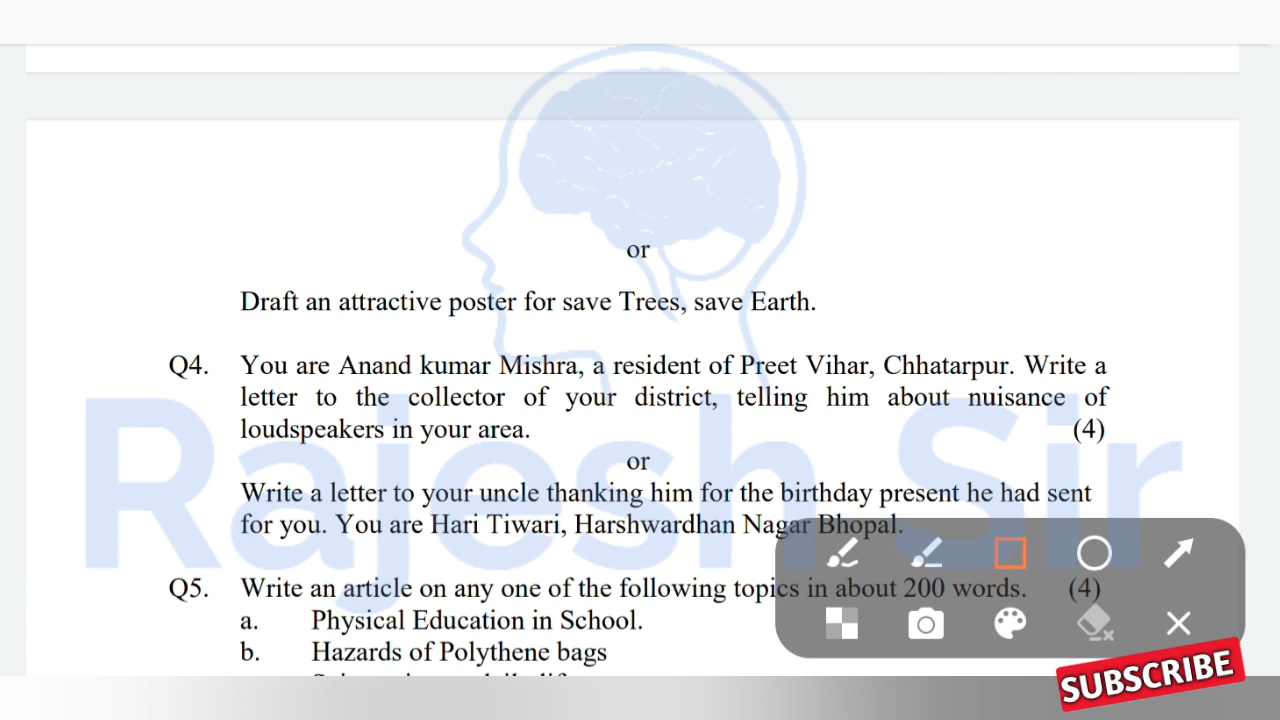 or
Draft an attractive poster for save Trees, save Earth.
Q4. You are Anand kumar Mishra, a resident of Preet Vihar, Chhatarpur. Write a
letter to the collector of your district, telling him about nuisance of
loudspeakers in your area. (4)
or
Write a letter to your uncle thanking him for the birthday present he had sent
for you. You are Hari Tiwari, Harshwardhan Nagar Bhopal.
Q5. Write an article on any one of the following topics in about 200 words. (4)
a. Physical Education in School.
b. Hazards of Polythene bags
Rajesh Sir
SUBSCRIBE